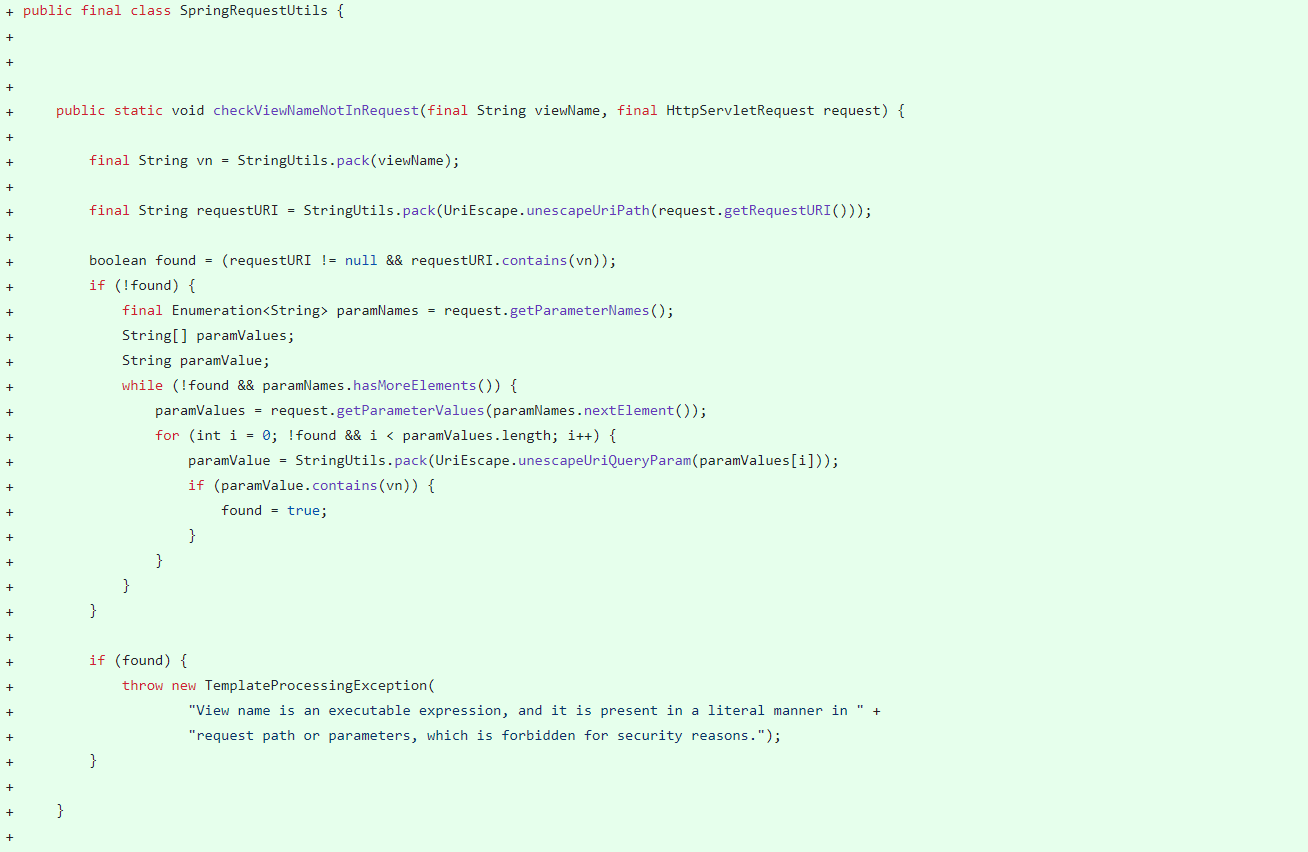 + public final class SpringRequestUtils {
+
+
+
+     public static void checkViewNameNotInRequest(final String viewName, final HttpServletRequest request) {
+
+         final String vn = StringUtils.pack(viewName);
+
+         final String requestURI = StringUtils.pack(UriEscape.unescapeUriPath(request.getRequestURI()));
+
+         boolean found = (requestURI != null && requestURI.contains(vn));
+         if (!found) {
+             final Enumeration<String> paramNames = request.getParameterNames();
+             String[] paramValues;
+             String paramValue;
+             while (!found && paramNames.hasMoreElements()) {
+                 paramValues = request.getParameterValues(paramNames.nextElement());
+                 for (int i = 0; !found && i < paramValues.length; i++) {
+                     paramValue = StringUtils.pack(UriEscape.unescapeUriQueryParam(paramValues[i]));
+                     if (paramValue.contains(vn)) {
+                         found = true;
+                     }
+                 }
+             }
+         }
+
+         if (found) {
+             throw new TemplateProcessingException(
+                     "View name is an executable expression, and it is present in a literal manner in " +
+                     "request path or parameters, which is forbidden for security reasons.");
+         }
+
+     }
+